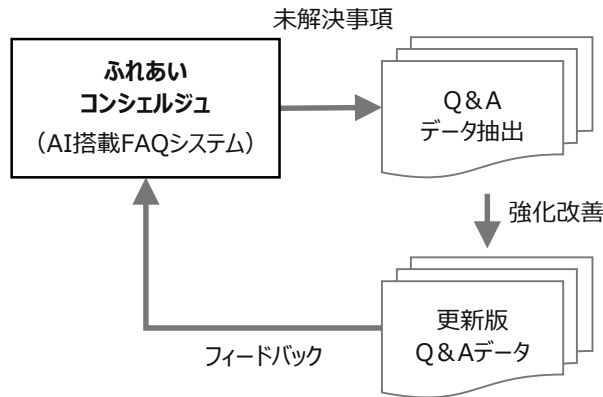 未解決事項
ふれあい
コンシェルジュ
（AI搭載FAQシステム）
Q&A
データ抽出
強化改善
更新版
Q&Aデータ
フィードバック